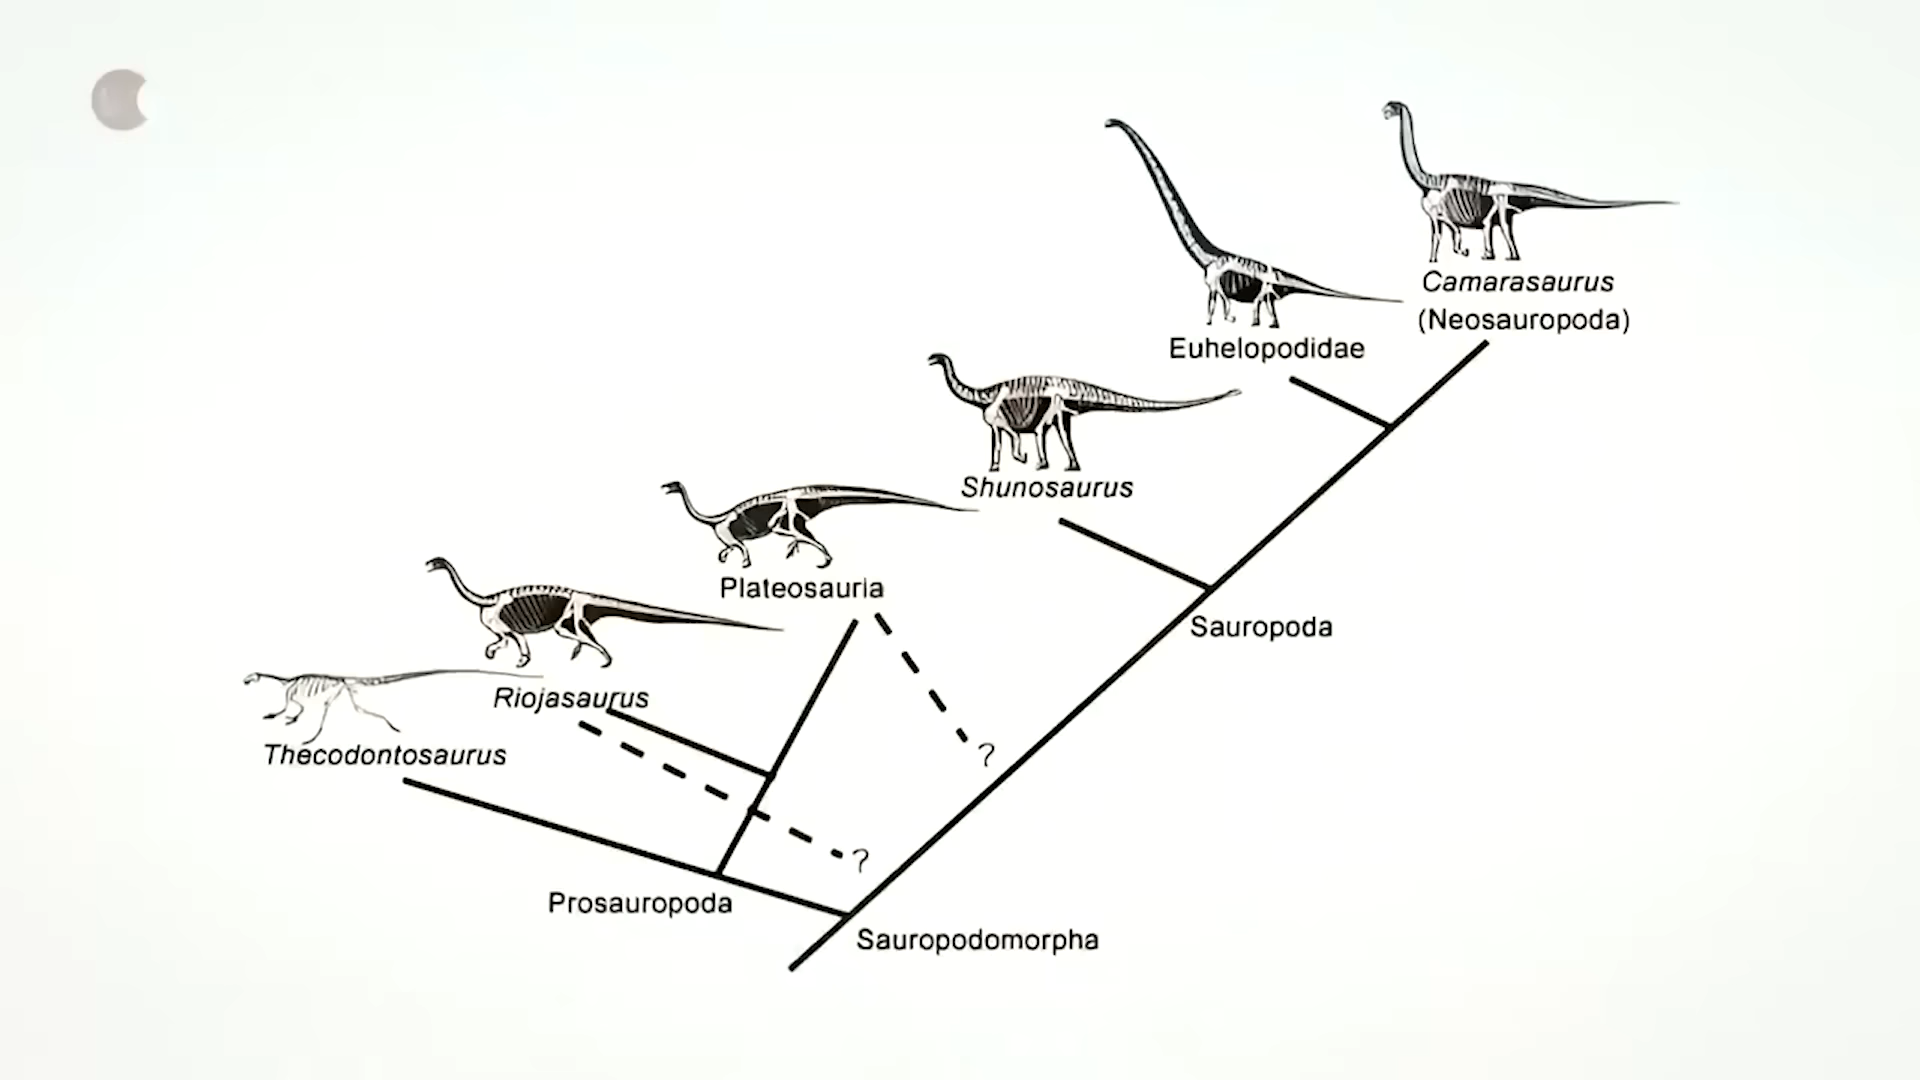 Camarasaurus
(Neosauropoda)
Euhelopodidae
Shunosaurus
Plateosauria
Sauropoda
Riojasaurus
Thecodontosaurus
?
?
Prosauropoda
Sauropodomorpha